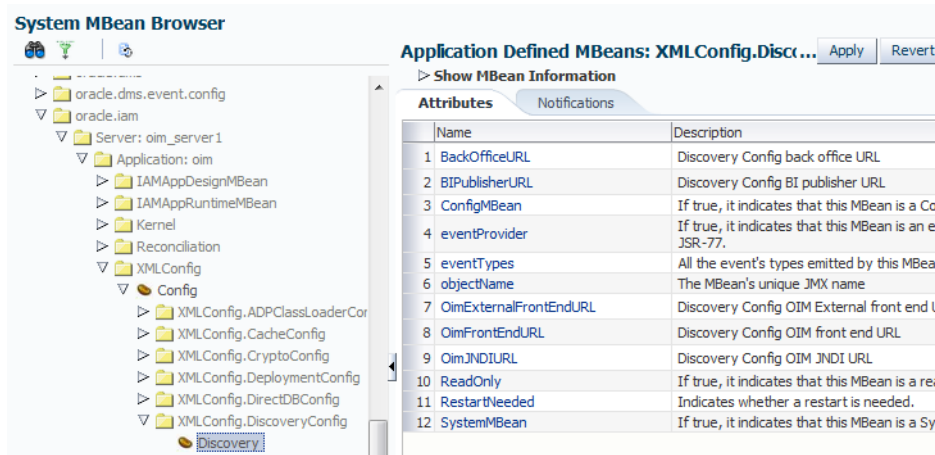 System MBean Browser
oracle.dms.event.config
oracle.iam
Server: oim_server1
Application: oim
IAMAppDesignMBean
IAMAppRuntimeMBean
Kernel
Reconciliation
XMLConfig
Config
XMLConfig.ADPClassLoaderCor
XMLConfig.CacheConfig
XMLConfig.CryptoConfig
XMLConfig.DeploymentConfig
XMLConfig.DirectDBConfig
XMLConfig.DiscoveryConfig
Discovery
Application Defined MBeans: XMLConfig.Disc... Apply Revert
Show MBean Information
Attributes Notifications
Name Description
1 BackOfficeURL Discovery Config back office URL
2 BIPublisherURL Discovery Config BI publisher URL
3 ConfigMBean If true, it indicates that this MBean is a Co
4 eventProvider If true, it indicates that this MBean is an e
JSR-77.
5 eventTypes All the event's types emitted by this MBea
6 objectName The MBean's unique JMX name
7 OimExternalFrontEndURL Discovery Config OIM External front end U
8 OimFrontEndURL Discovery Config OIM front end URL
9 OimJNDIURL Discovery Config OIM JNDI URL
10 ReadOnly If true, it indicates that this MBean is a rea
11 RestartNeeded Indicates whether a restart is needed.
12 SystemMBean If true, it indicates that this MBean is a Sy